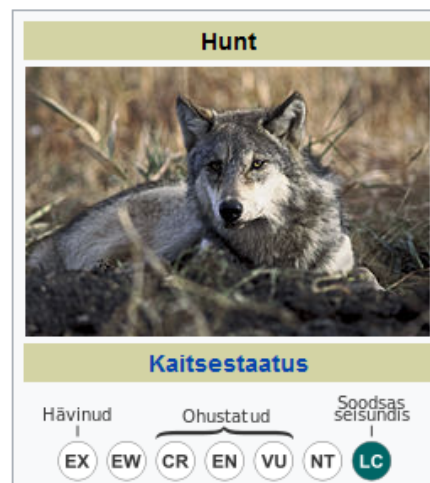 Hunt
Kaitsestaatus
Hävinud Ohustatud Soodsas seisundis
EX EW CR EN VU NT LC